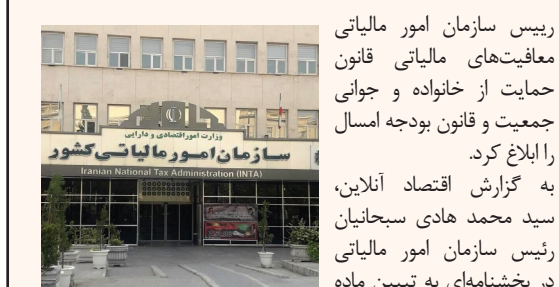 رییس سازمان امور مالیاتی
معافیت‌های مالیاتی قانون
حمایت از خانواده و جوانی
جمعیت و قانون بودجه امسال
را ابلاغ کرد.
به گزارش اقتصاد آنلاین،
سید محمد هادی سبحانیان
رئیس سازمان امور مالیاتی
در بخشنامه‌ای به تبیین ماده
وزارت امور اقتصادی و دارایی
سازمان امور مالیاتی کشور
Iranian National Tax Administration (INTA)